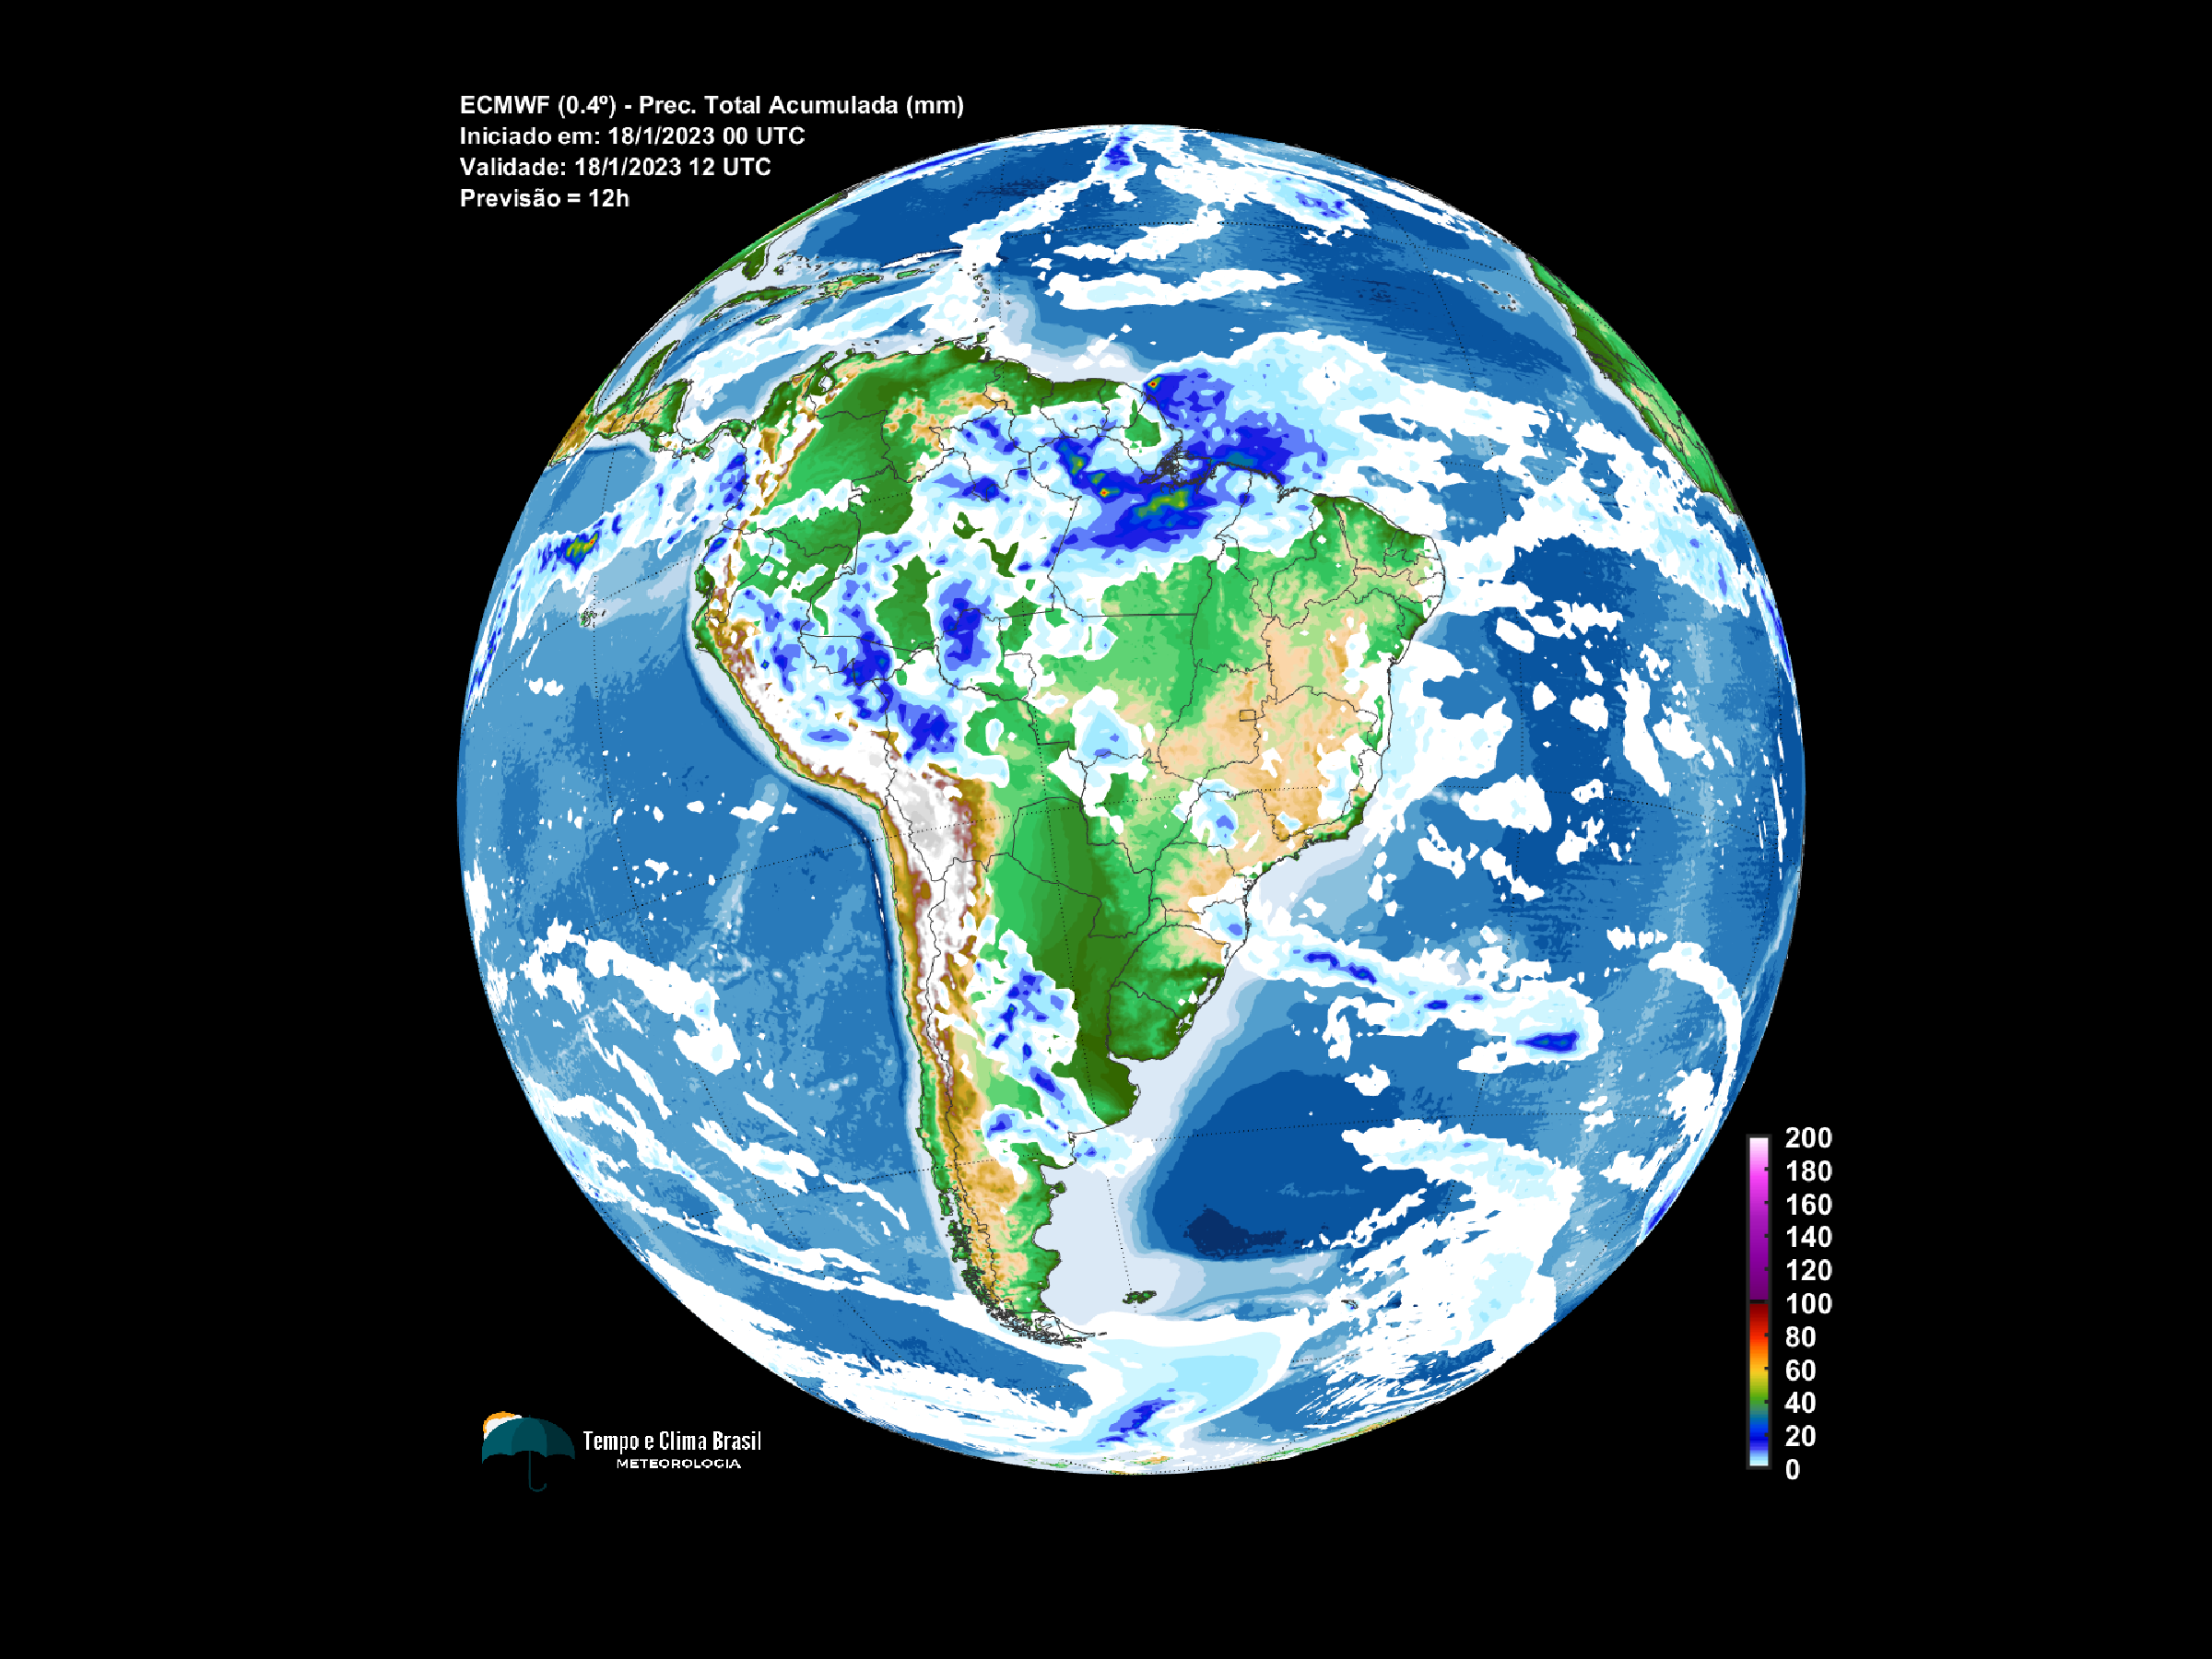 ECMWF (0.4º) - Prec. Total Acumulada (mm)
Iniciado em: 18/1/2023 00 UTC
Validade: 18/1/2023 12 UTC
Previsão = 12h
200
180
160
140
120
100
80
60
40
20
0
Tempo e Clima Brasil
METEOROLOGIA